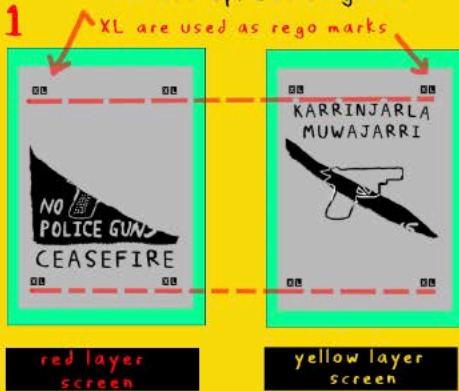 1
XL are used as rego marks
XL XL
NO
POLICE GUNS
CEASEFIRE
XL XL
red layer
screen
XL XL
KARRINJARLA
MUWAJARRI
XL XL
yellow layer
screen